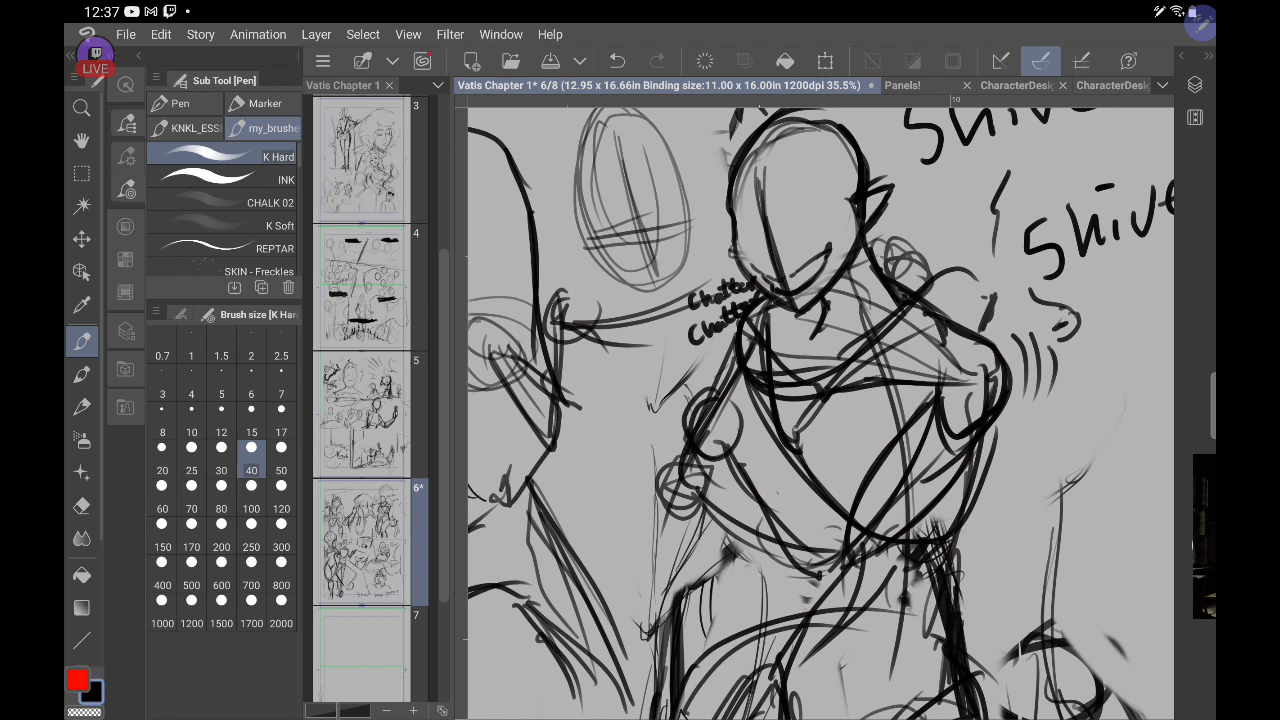 12:37
File Edit Story Animation Layer Select View Filter Window Help
LIVE
Sub Tool [Pen]
Vatis Chapter 1
Vatis Chapter 1* 6/8 (12.95 x 16.66in Binding size:11.00 x 16.00in 1200dpi 35.5%)
Panels!
CharacterDesi
CharacterDesi
Pen
Marker
KNKL_ESS
my_brushe
K Hard
INK
CHALK 02
K Soft
REPTAR
SKIN - Freckles
Brush size [K Har
0.7 1 1.5 2 2.5
3 4 5 6 7
8 10 12 15 17
20 25 30 40 50
60 70 80 100 120
150 170 200 250 300
400 500 600 700 800
1000 1200 1500 1700 2000
3
4
5
6*
7
10
Shive
Shive
Chatter
Chatter